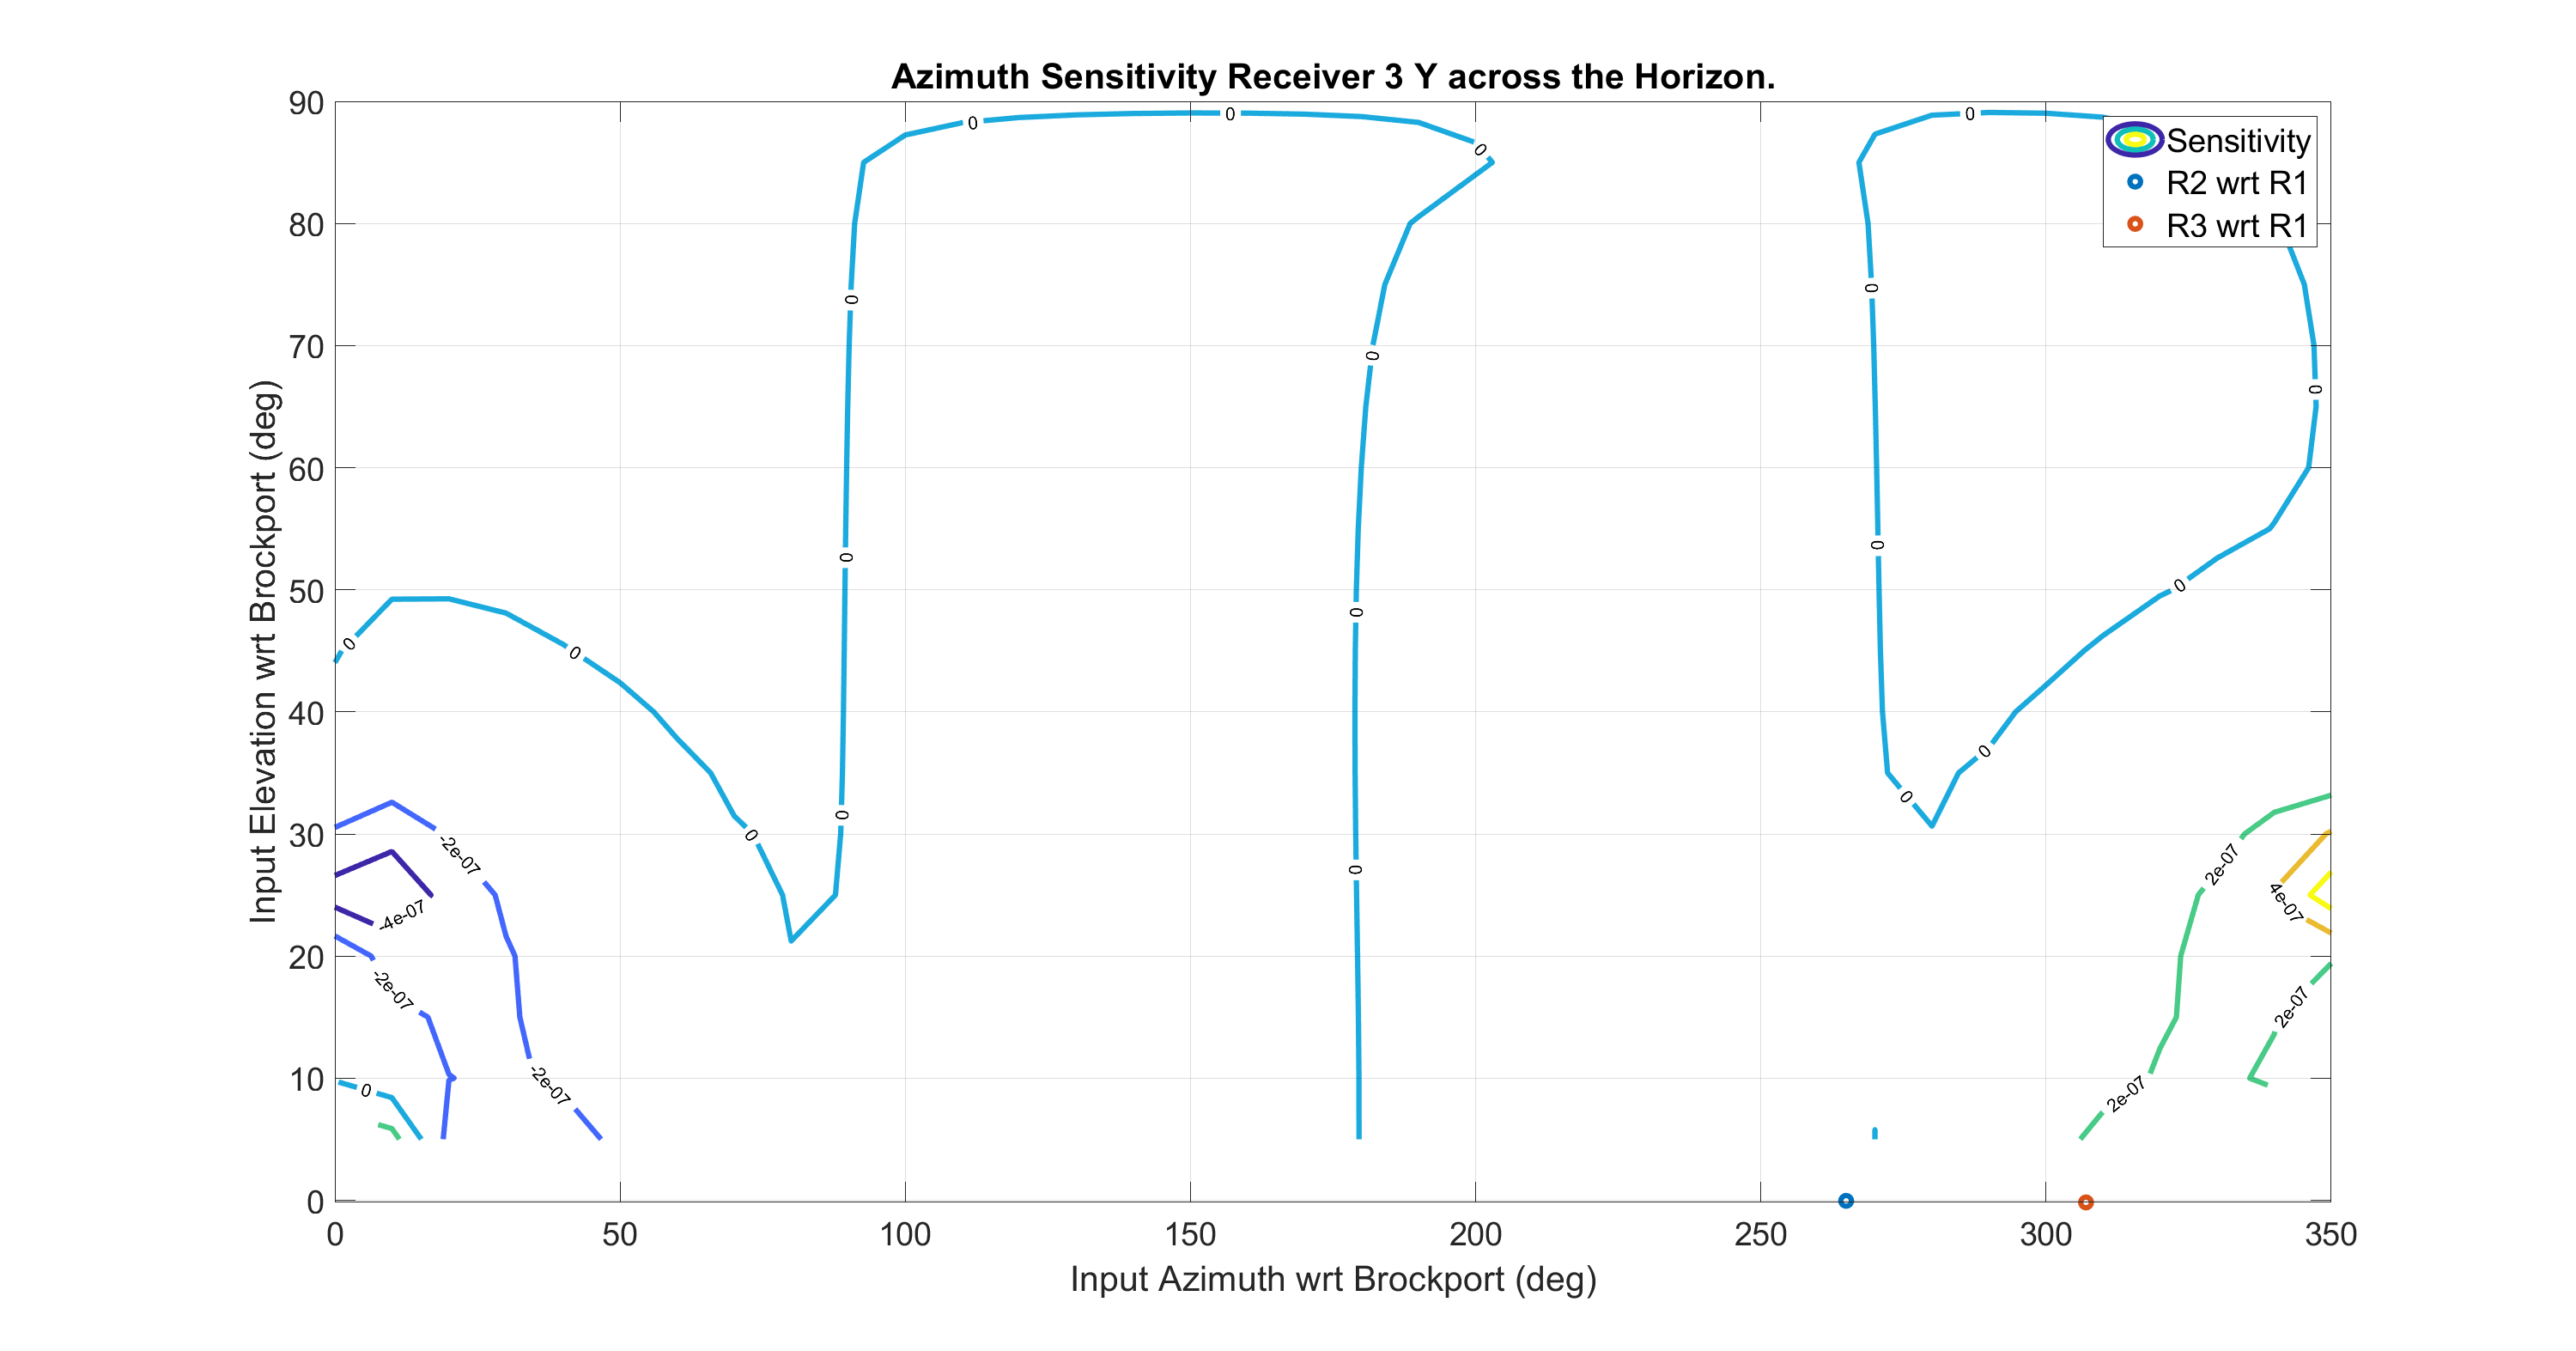 Azimuth Sensitivity Receiver 3 Y across the Horizon.
Sensitivity
R2 wrt R1
R3 wrt R1
Input Elevation wrt Brockport (deg)
90
80
70
60
50
40
30
20
10
0
0 0 0 0
0 0
0 0
0 0 0 0
0 0
0 0 0
0 0 0
-2e-07
-4e-07
-2e-07
0
-2e-07
2e-07
4e-07
2e-07
2e-07
0 50 100 150 200 250 300 350
Input Azimuth wrt Brockport (deg)